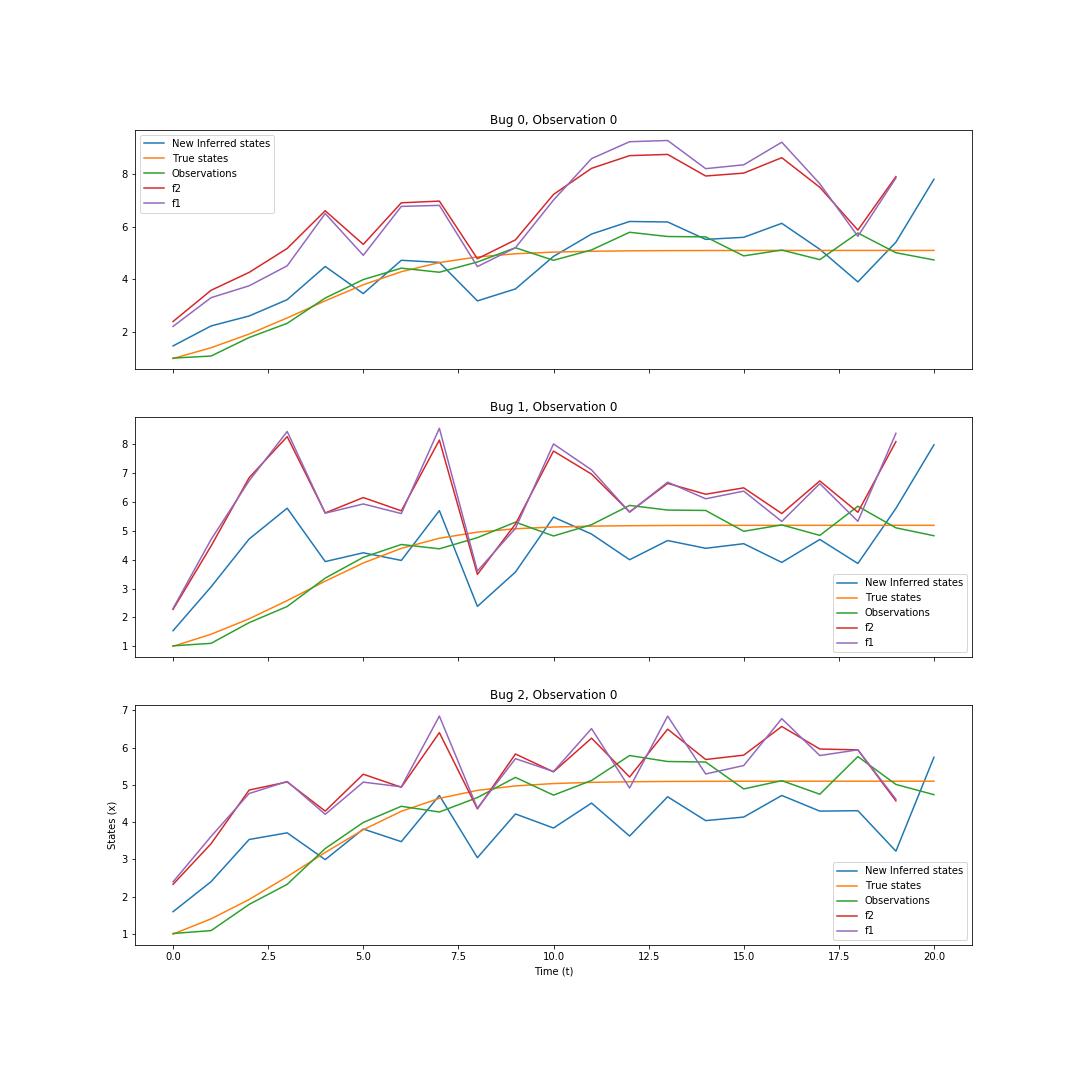 Bug 0, Observation 0
New Inferred states
True states
Observations
f2
f1
8
6
4
2
Bug 1, Observation 0
8
7
6
5
4
3
2
1
New Inferred states
True states
Observations
f2
f1
Bug 2, Observation 0
7
6
5
4
3
2
1
States (x)
New Inferred states
True states
Observations
f2
f1
0.0 2.5 5.0 7.5 10.0 12.5 15.0 17.5 20.0
Time (t)